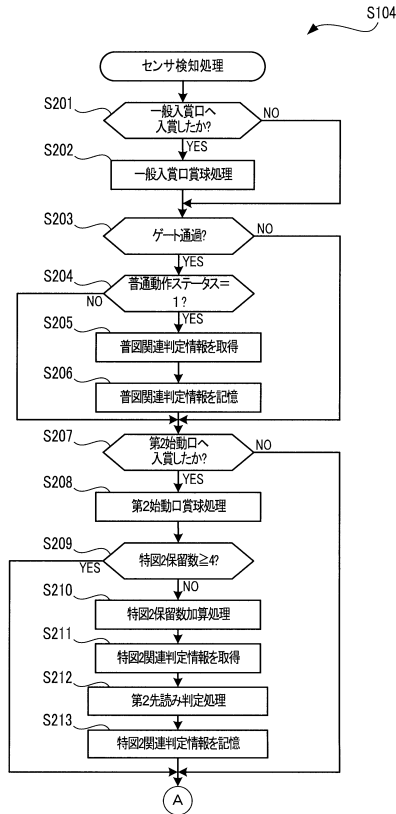 S104
センサ検知処理
S201
一般入賞口へ
入賞したか?
NO
YES
S202
一般入賞口賞球処理
S203
ゲート通過?
NO
YES
S204
普通動作ステータス=
1?
NO
YES
S205
普図関連判定情報を取得
S206
普図関連判定情報を記憶
S207
第2始動口へ
入賞したか?
NO
YES
S208
第2始動口賞球処理
S209
特図2保留数≧4?
YES
NO
S210
特図2保留数加算処理
S211
特図2関連判定情報を取得
S212
第2先読み判定処理
S213
特図2関連判定情報を記憶
A